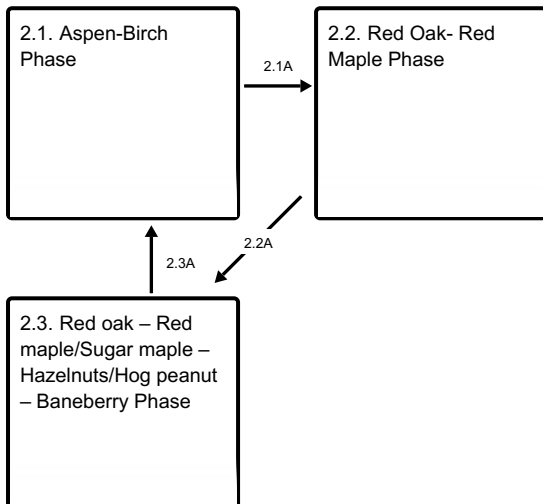 2.1. Aspen-Birch
Phase
2.1A
2.2. Red Oak- Red
Maple Phase
2.2A
2.3A
2.3. Red oak – Red
maple/Sugar maple –
Hazelnuts/Hog peanut
– Baneberry Phase